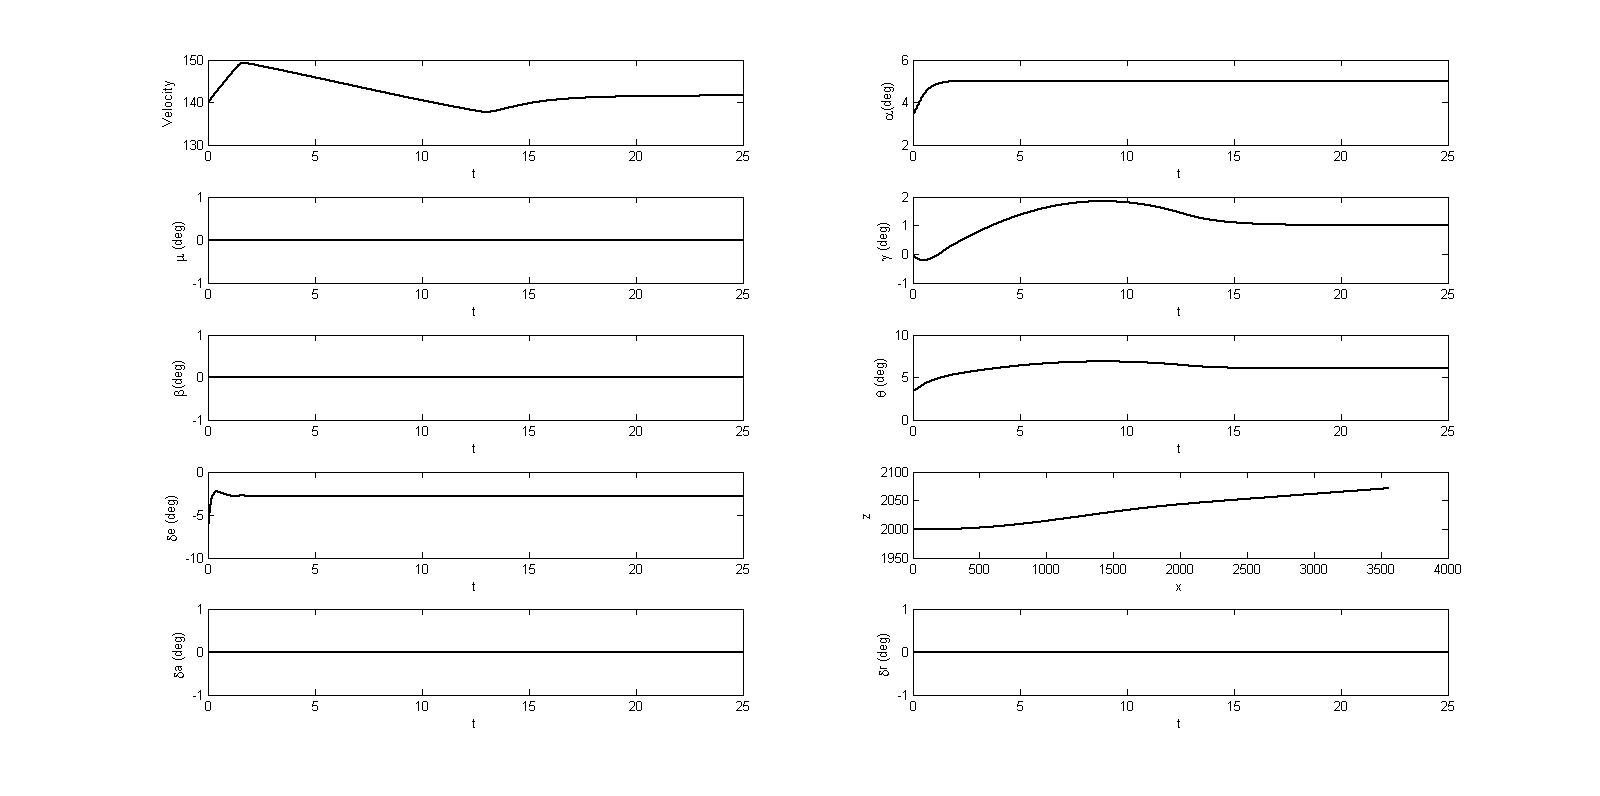 150
140
130
Velocity
0 5 10 15 20 25
t
6
4
2
α(deg)
0 5 10 15 20 25
t
1
0
-1
μ (deg)
0 5 10 15 20 25
t
2
1
0
-1
γ (deg)
0 5 10 15 20 25
t
1
0
-1
β(deg)
0 5 10 15 20 25
t
10
5
0
θ (deg)
0 5 10 15 20 25
t
0
-5
-10
δe (deg)
0 5 10 15 20 25
t
2100
2050
2000
1950
z
0 500 1000 1500 2000 2500 3000 3500 4000
x
1
0
-1
δa (deg)
0 5 10 15 20 25
t
1
0
-1
δr (deg)
0 5 10 15 20 25
t